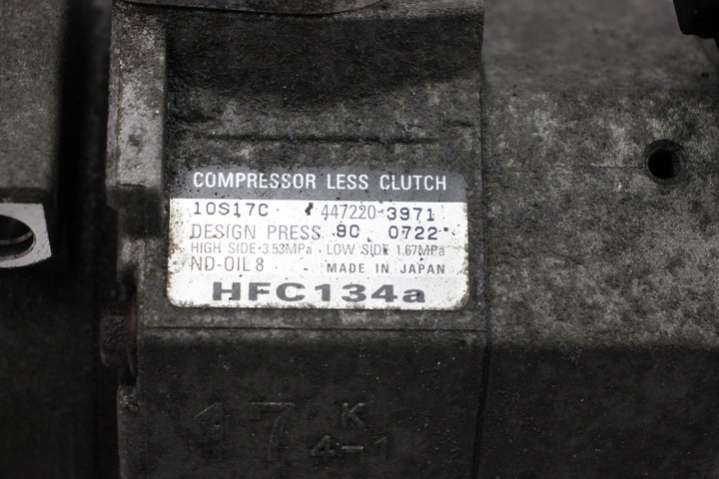 COMPRESSOR LESS CLUTCH
10S17C 447220-3971
DESIGN PRESS 9C 0722
HIGH SIDE·3.53MPa · LOW SIDE 1.67MPa
ND-OIL 8 MADE IN JAPAN
HFC134a
17 K
4-1